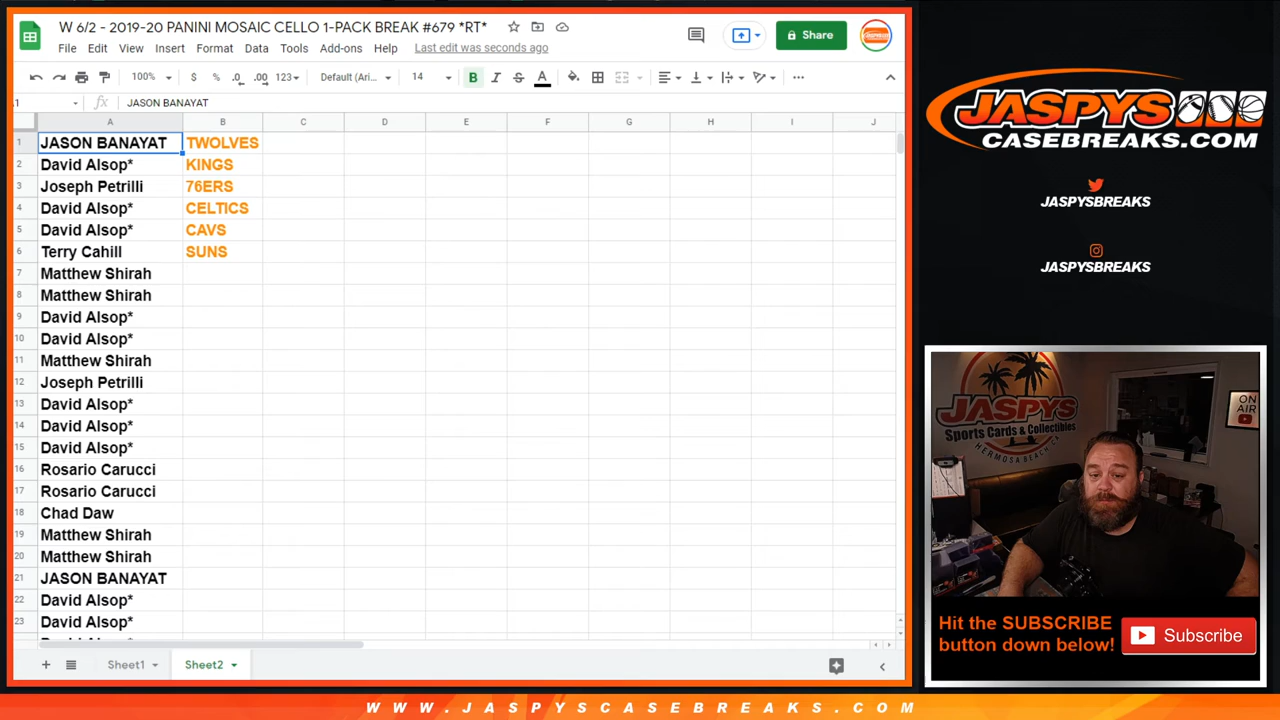 W 6/2 - 2019-20 PANINI MOSAIC CELLO 1-PACK BREAK #679 *RT*
File Edit View Insert Format Data Tools Add-ons Help Last edit was seconds ago
Share
100% $ % .0 .00 123 Default (Ari... 14 B I S A
1 fx JASON BANAYAT
A B C D E F G H I J
1 JASON BANAYAT TWOLVES
2 David Alsop* KINGS
3 Joseph Petrilli 76ERS
4 David Alsop* CELTICS
5 David Alsop* CAVS
6 Terry Cahill SUNS
7 Matthew Shirah
8 Matthew Shirah
9 David Alsop*
10 David Alsop*
11 Matthew Shirah
12 Joseph Petrilli
13 David Alsop*
14 David Alsop*
15 David Alsop*
16 Rosario Carucci
17 Rosario Carucci
18 Chad Daw
19 Matthew Shirah
20 Matthew Shirah
21 JASON BANAYAT
22 David Alsop*
23 David Alsop*
Sheet1 Sheet2
JASPYS
CASEBREAKS.COM
JASPYSBREAKS
JASPYSBREAKS
JASPYS
Sports Cards & Collectibles
HERMOSA BEACH, CA
ON
AIR
Hit the SUBSCRIBE
button down below!
Subscribe
WWW.JASPYSCASEBREAKS.COM